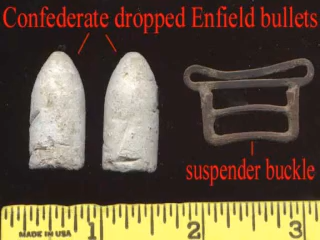 Confederate dropped Enfield bullets
suspender buckle
MADE IN USA 1 2 3